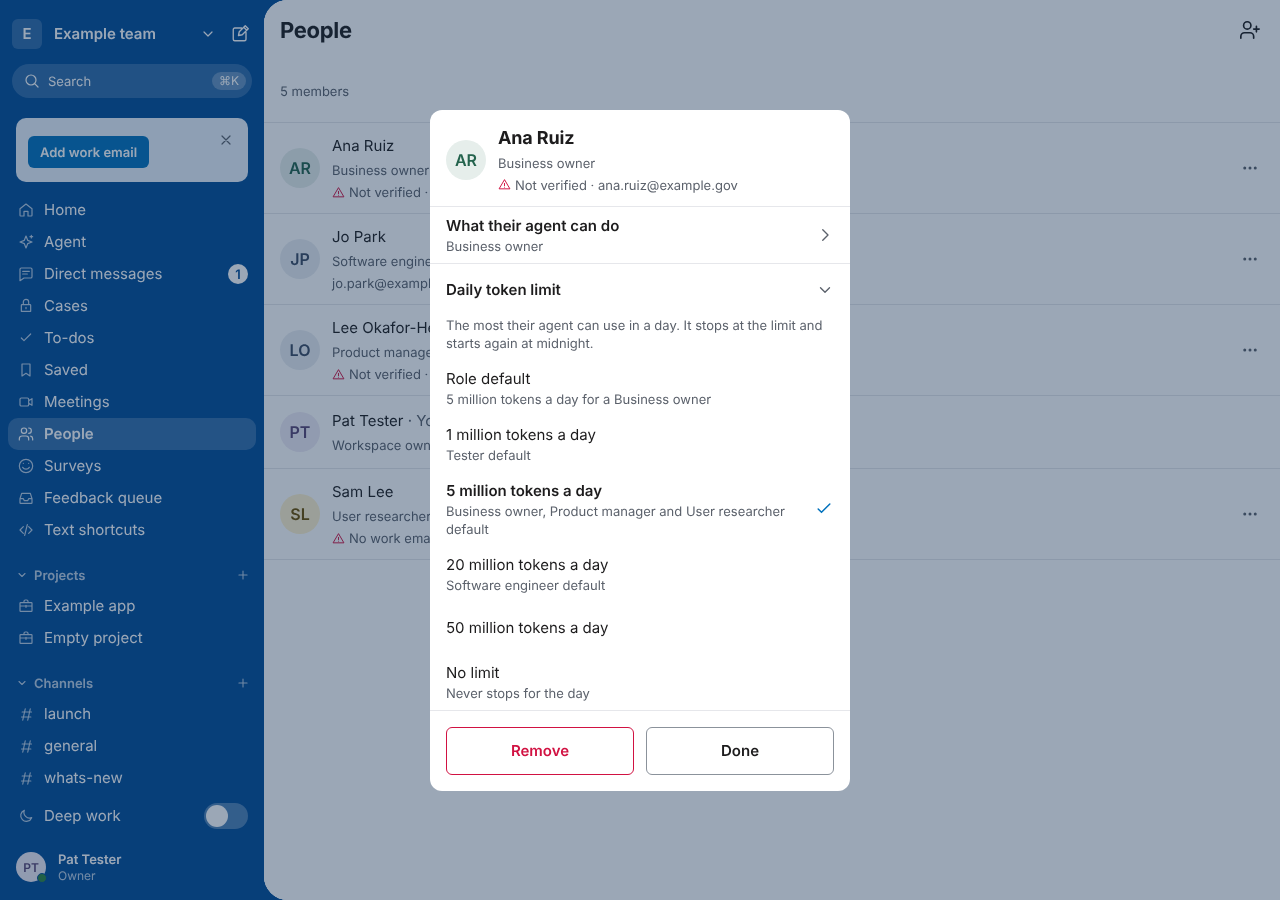 E
Example team
Search
⌘K
Add work email
Home
Agent
Direct messages
1
Cases
To-dos
Saved
Meetings
People
Surveys
Feedback queue
Text shortcuts
Projects
Example app
Empty project
Channels
# launch
# general
# whats-new
Deep work
PT
Pat Tester
Owner
People
5 members
AR
Ana Ruiz
Business owner
Not verified ·
JP
Jo Park
Software
jo.park@
LO
Lee
Product
Not verified ·
PT
Pat Tester ·
Workspace
SL
Sam Lee
User researcher
No work
AR
Ana Ruiz
Business owner
Not verified · ana.ruiz@example.gov
What their agent can do
Business owner
Daily token limit
The most their agent can use in a day. It stops at the limit and
starts again at midnight.
Role default
5 million tokens a day for a Business owner
1 million tokens a day
Tester default
5 million tokens a day
Business owner, Product manager and User researcher
default
20 million tokens a day
Software engineer default
50 million tokens a day
No limit
Never stops for the day
Remove
Done